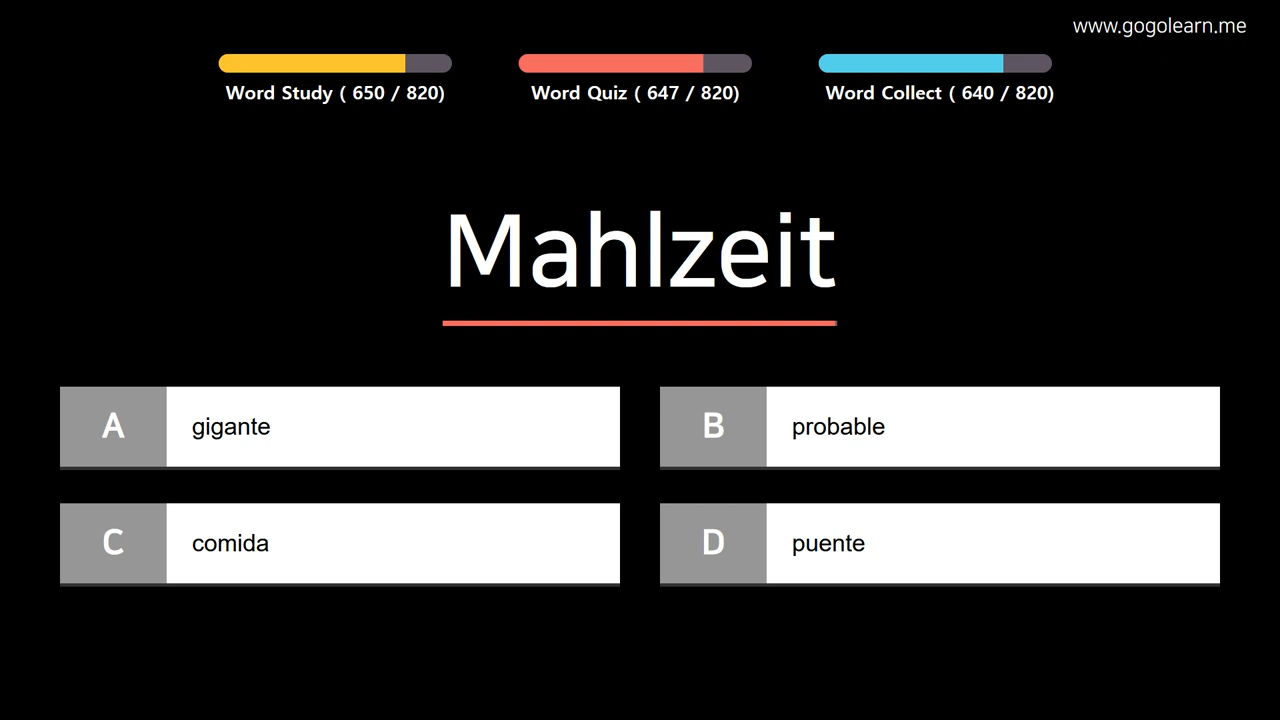 www.gogolearn.me
Word Study ( 650 / 820)
Word Quiz ( 647 / 820)
Word Collect ( 640 / 820)
Mahlzeit
A gigante
B probable
C comida
D puente